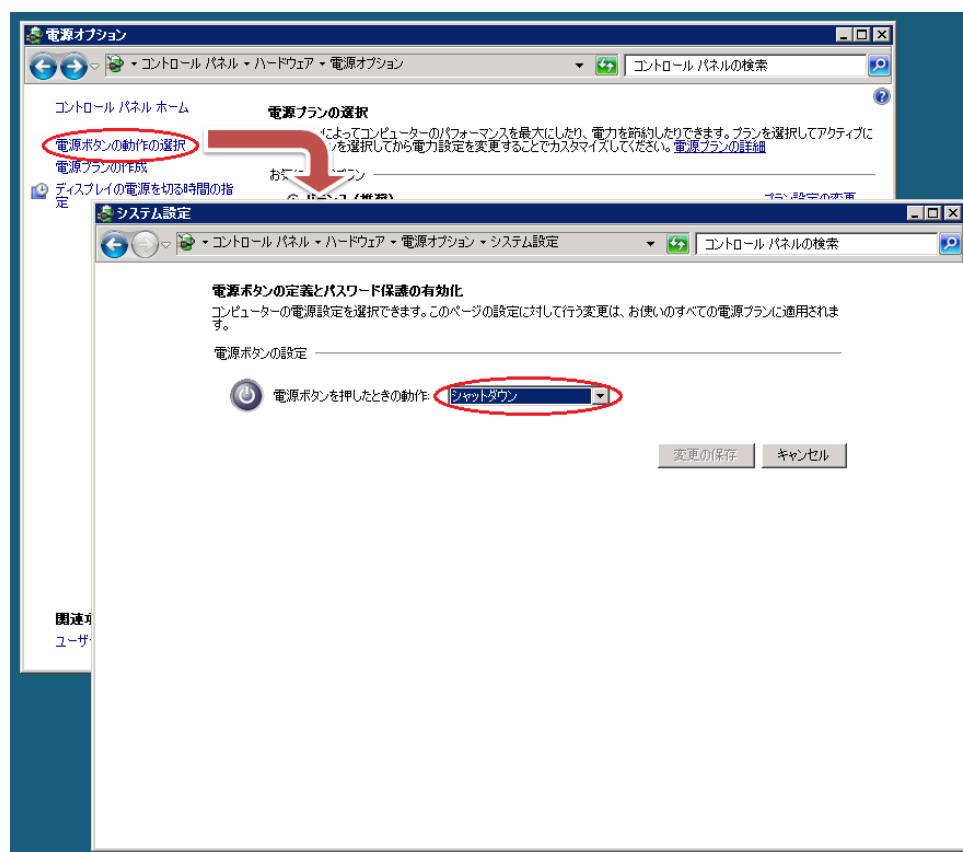 電源オプション
コントロール パネル ハードウェア 電源オプション
コントロール パネルの検索
コントロール パネル ホーム
電源ボタンの動作の選択
電源プランの作成
ディスプレイの電源を切る時間の指
定
電源プランの選択
によってコンピューターのパフォーマンスを最大にしたり、電力を節約したりできます。プランを選択してアクティブに
を選択してから電力設定を変更することでカスタマイズしてください。電源プランの詳細
プラン設定の変更
システム設定
コントロール パネル ハードウェア 電源オプション システム設定
コントロール パネルの検索
電源ボタンの定義とパスワード保護の有効化
コンピューターの電源設定を選択できます。このページの設定に対して行う変更は、お使いのすべての電源プランに適用されま
す。
電源ボタンの設定
電源ボタンを押したときの動作:
シャットダウン
変更の保存
キャンセル
関連
ユーザ